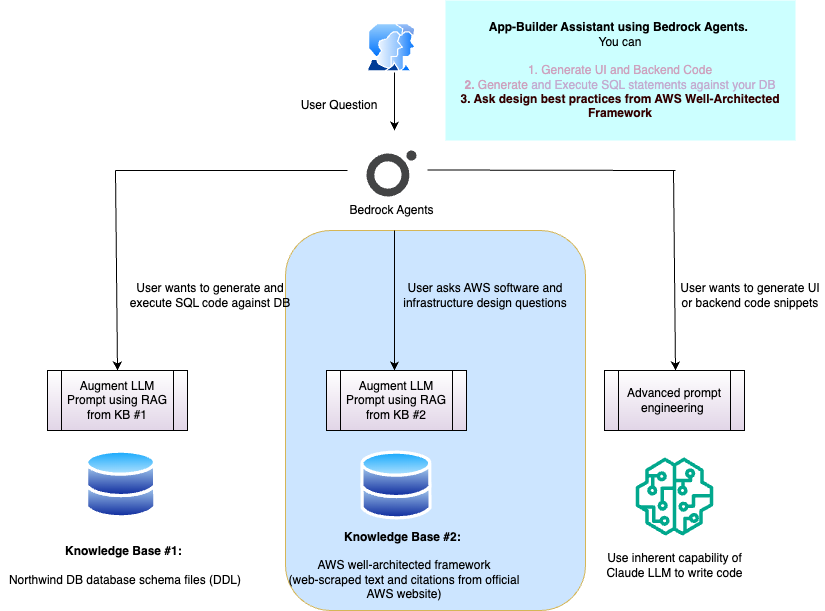 App-Builder Assistant using Bedrock Agents.
You can
1. Generate UI and Backend Code
2. Generate and Execute SQL statements against your DB
3. Ask design best practices from AWS Well-Architected
Framework
User Question
Bedrock Agents
User wants to generate and
execute SQL code against DB
User asks AWS software and
infrastructure design questions
User wants to generate UI
or backend code snippets
Augment LLM
Prompt using RAG
from KB #1
Augment LLM
Prompt using RAG
from KB #2
Advanced prompt
engineering
Knowledge Base #1:
Northwind DB database schema files (DDL)
Knowledge Base #2:
AWS well-architected framework
(web-scraped text and citations from official
AWS website)
Use inherent capability of
Claude LLM to write code